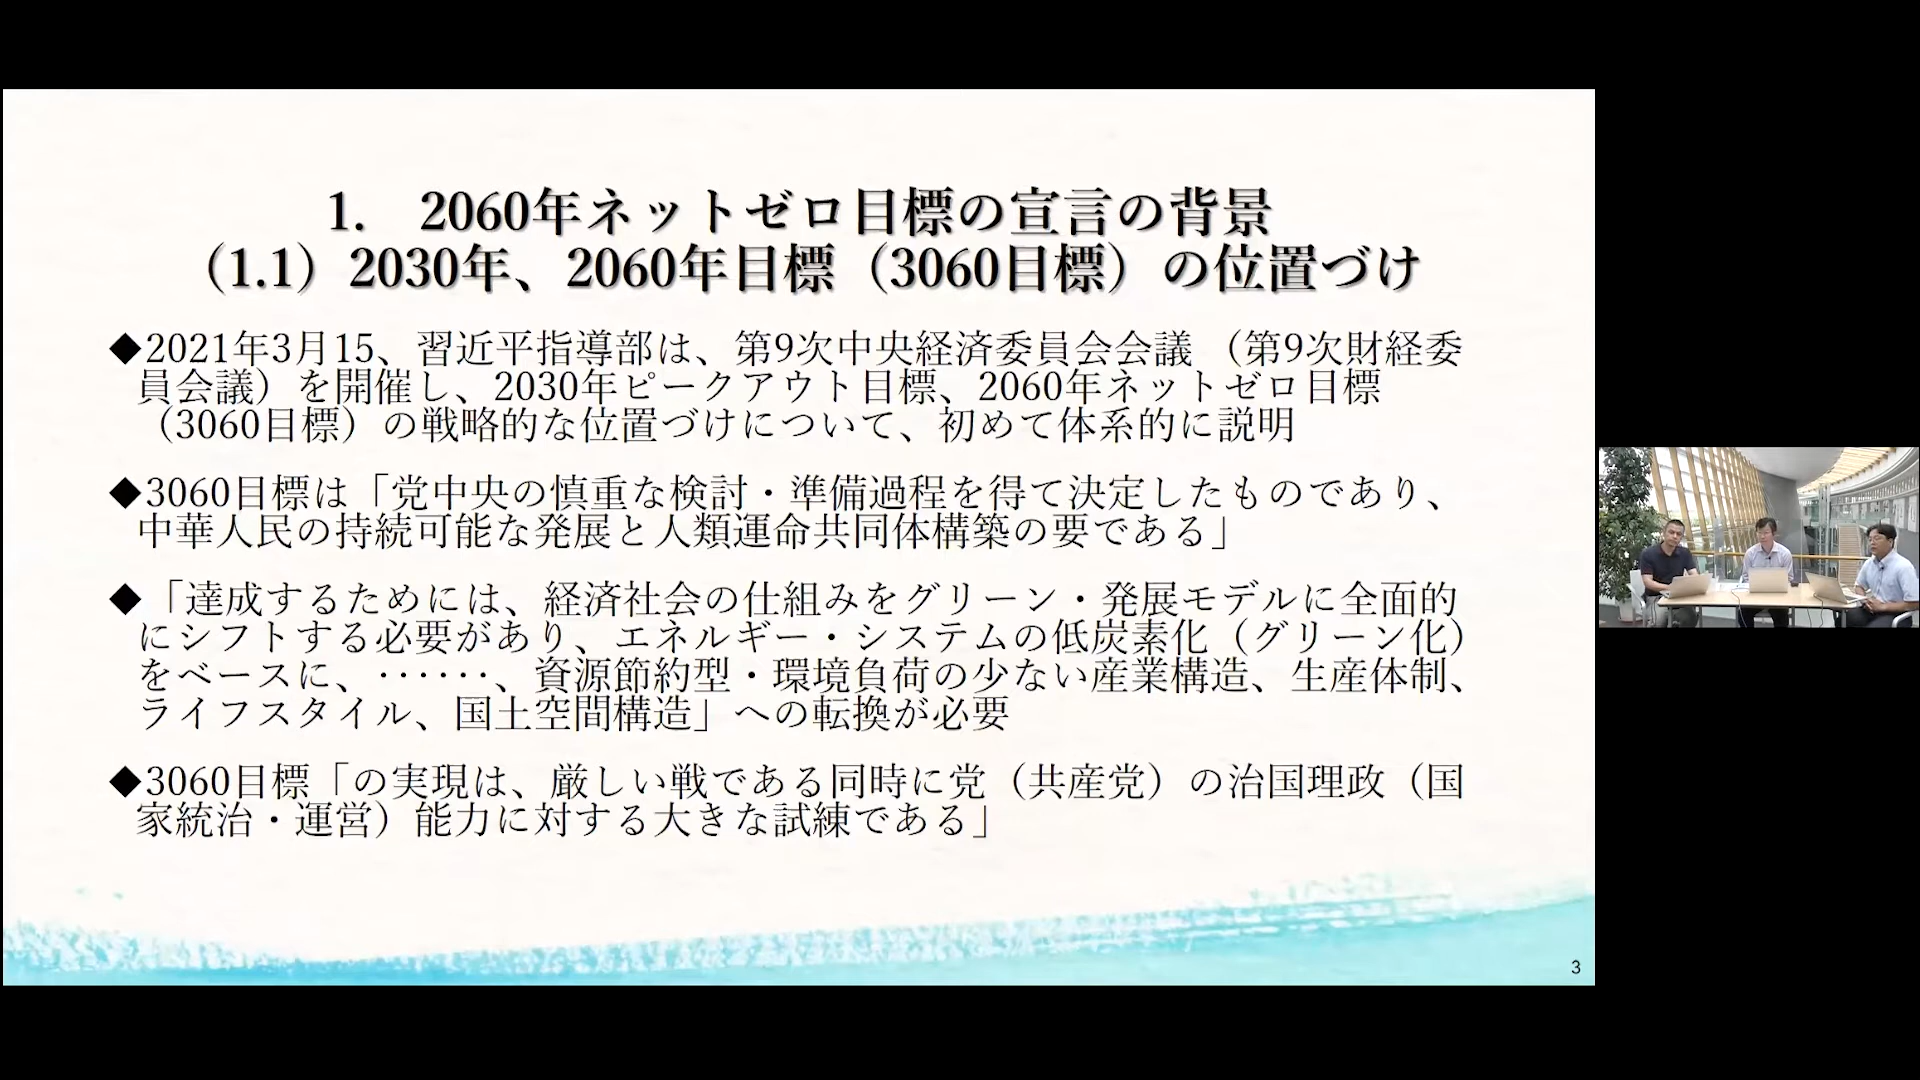 1.　2060年ネットゼロ目標の宣言の背景
（1.1）2030年、2060年目標（3060目標）の位置づけ
◆2021年3月15、習近平指導部は、第9次中央経済委員会会議 （第9次財経委
員会議）を開催し、2030年ピークアウト目標、2060年ネットゼロ目標
（3060目標）の戦略的な位置づけについて、初めて体系的に説明
◆3060目標は「党中央の慎重な検討・準備過程を得て決定したものであり、
中華人民の持続可能な発展と人類運命共同体構築の要である」
◆「達成するためには、経済社会の仕組みをグリーン・発展モデルに全面的
にシフトする必要があり、エネルギー・システムの低炭素化（グリーン化）
をベースに、‥‥‥、資源節約型・環境負荷の少ない産業構造、生産体制、
ライフスタイル、国土空間構造」への転換が必要
◆3060目標「の実現は、厳しい戦である同時に党（共産党）の治国理政（国
家統治・運営）能力に対する大きな試練である」
3